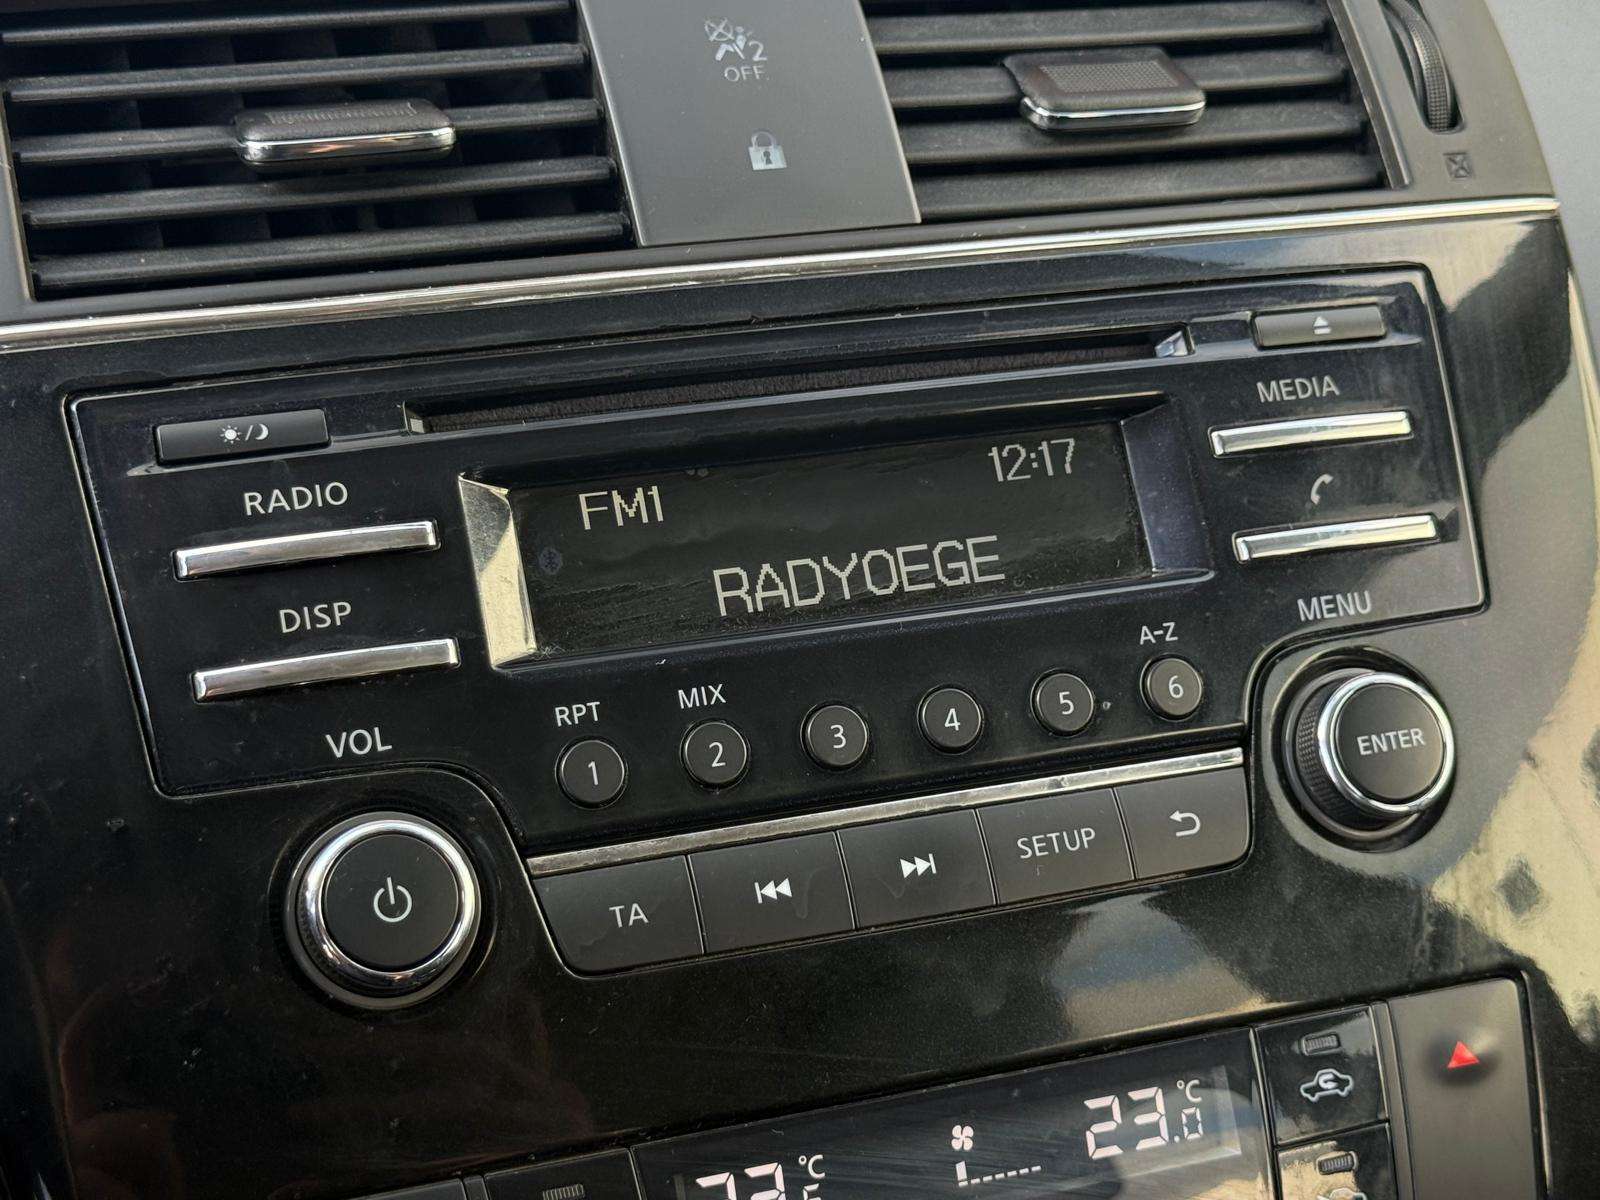 2
OFF
MEDIA
RADIO
FM1
12:17
RADYOEGE
DISP
MENU
A-Z
RPT
MIX
VOL
1
2
3
4
5
6
ENTER
TA
SETUP
23.0
°C
°C